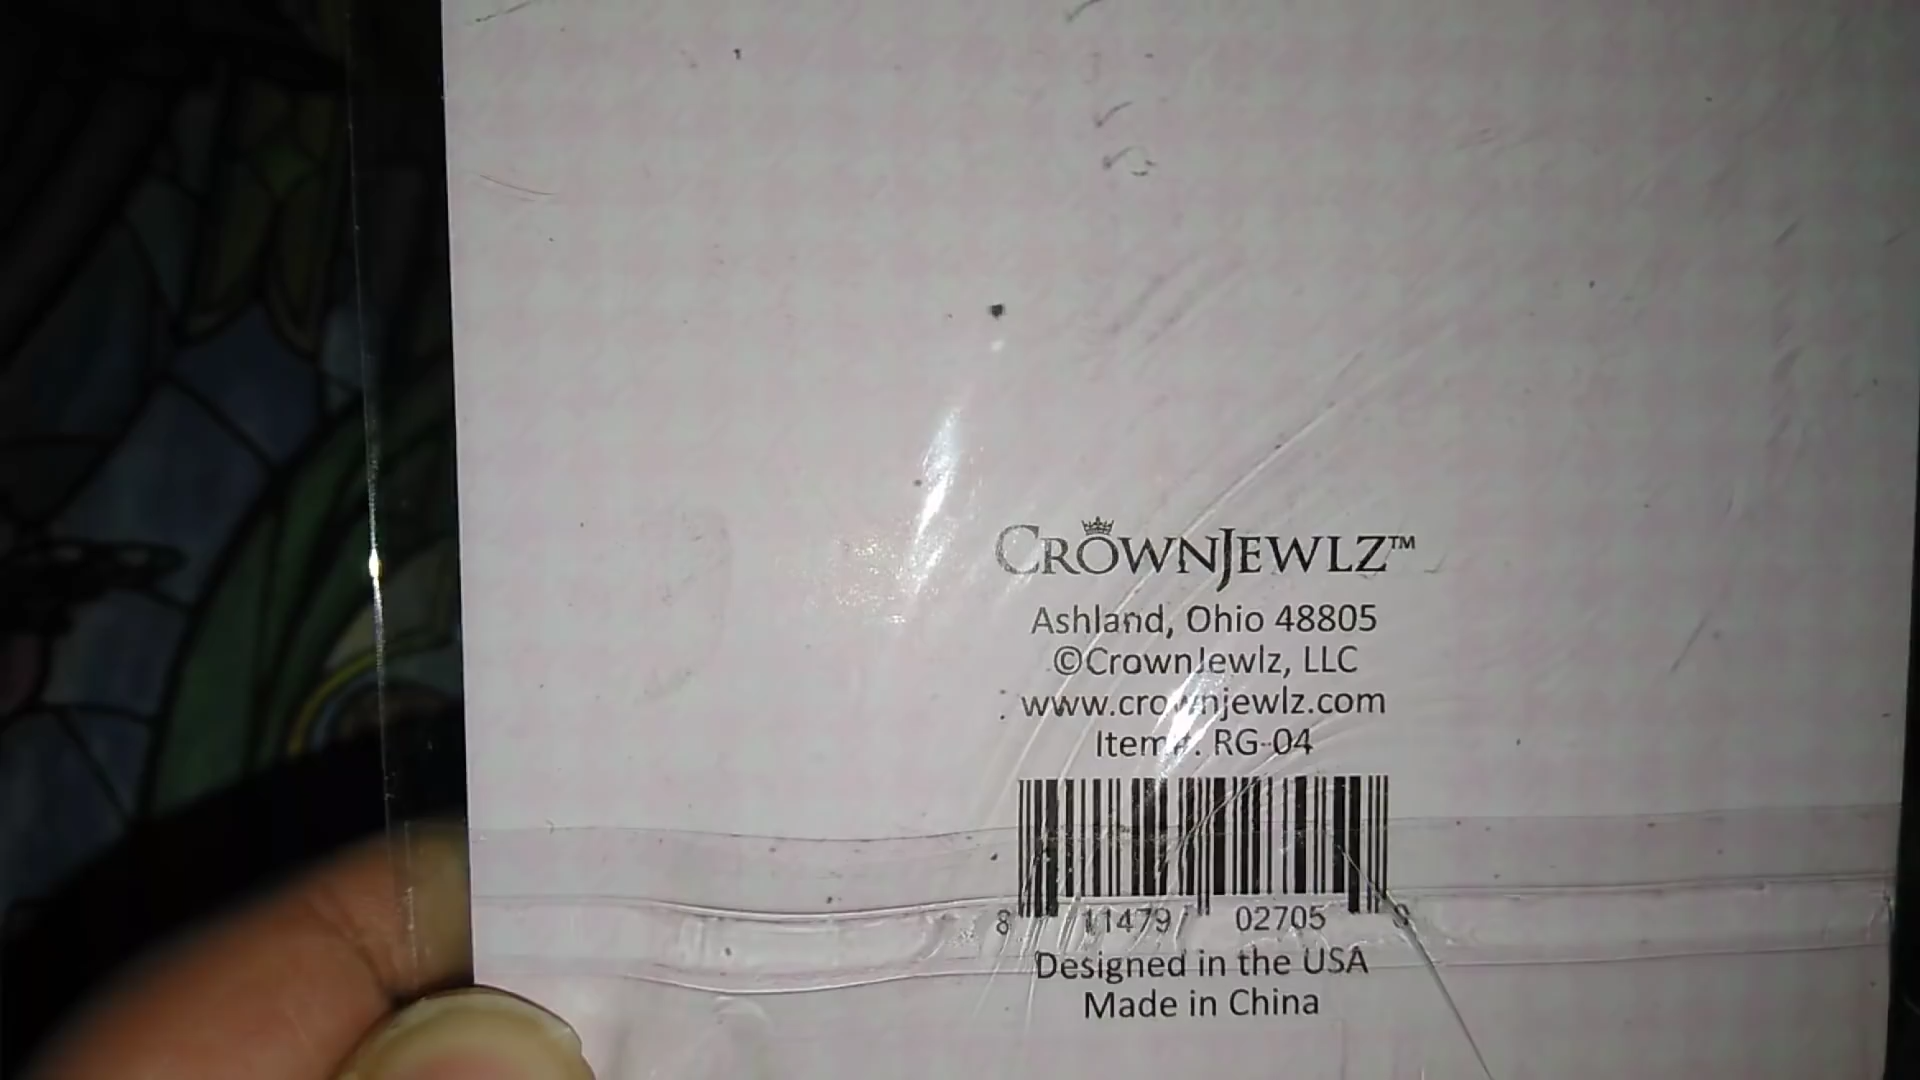 CROWNJEWLZ™
Ashland, Ohio 48805
©CrownJewlz, LLC
www.crownjewlz.com
Item#. RG-04
8 11479 02705 0
Designed in the USA
Made in China